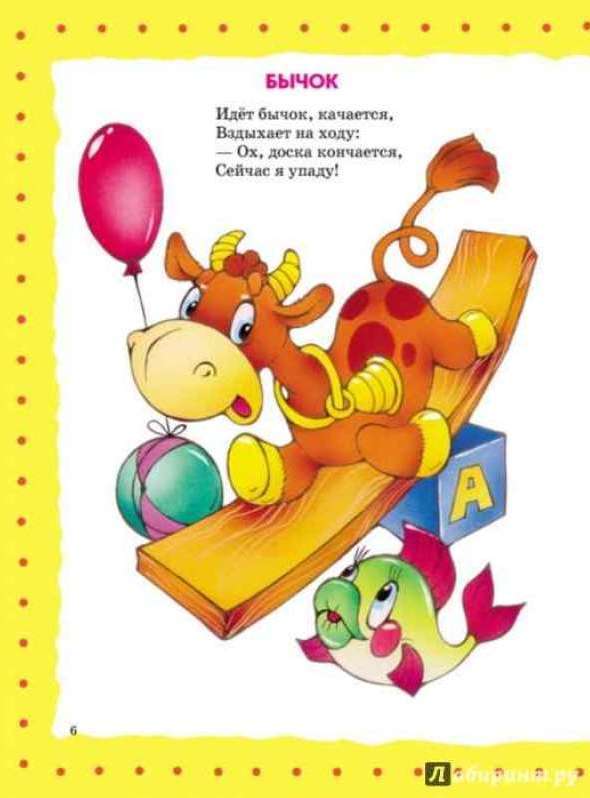 БЫЧОК
Идёт бычок, качается,
Вздыхает на ходу:
— Ох, доска кончается,
Сейчас я упаду!
А
6
Лабиринт.ру